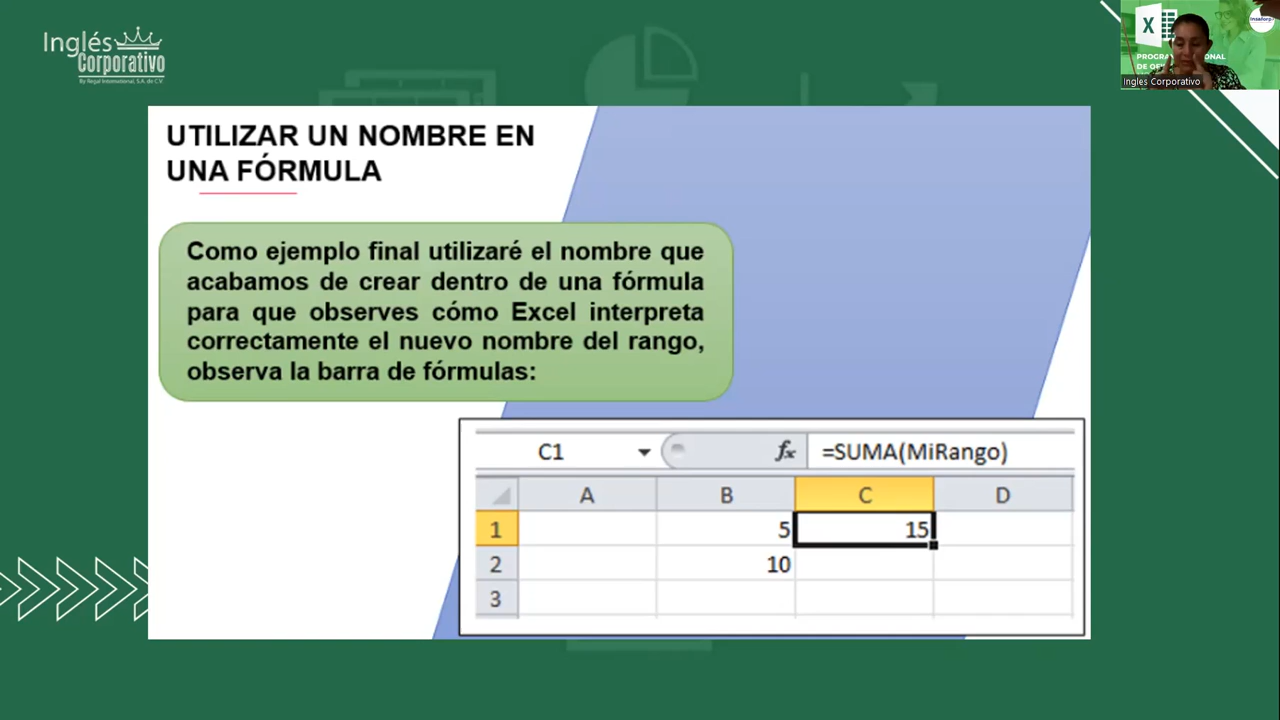 Inglés
Corporativo
By Regal International, S.A. de C.V.
UTILIZAR UN NOMBRE EN
UNA FÓRMULA
Como ejemplo final utilizaré el nombre que
acabamos de crear dentro de una fórmula
para que observes cómo Excel interpreta
correctamente el nuevo nombre del rango,
observa la barra de fórmulas:
C1 fx =SUMA(MiRango)
A B C D
1 5 15
2 10
3
X
insaforp
Ingles Corporativo